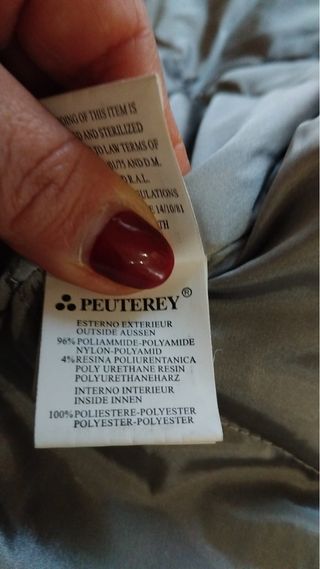 OF THIS ITEM IS
AND STERILIZED
TO LAW TERMS OF
AND D.M.
R.A.L.
14/10/81
PEUTEREY®
ESTERNO EXTERIEUR
OUTSIDE AUSSEN
96% POLIAMMIDE-POLYAMIDE
NYLON-POLYAMID
4% RESINA POLIURENTANICA
POLY URETHANE RESIN
POLYURETHANEHARZ
INTERNO INTERIEUR
INSIDE INNEN
100% POLIESTERE-POLYESTER
POLYESTER-POLYESTER